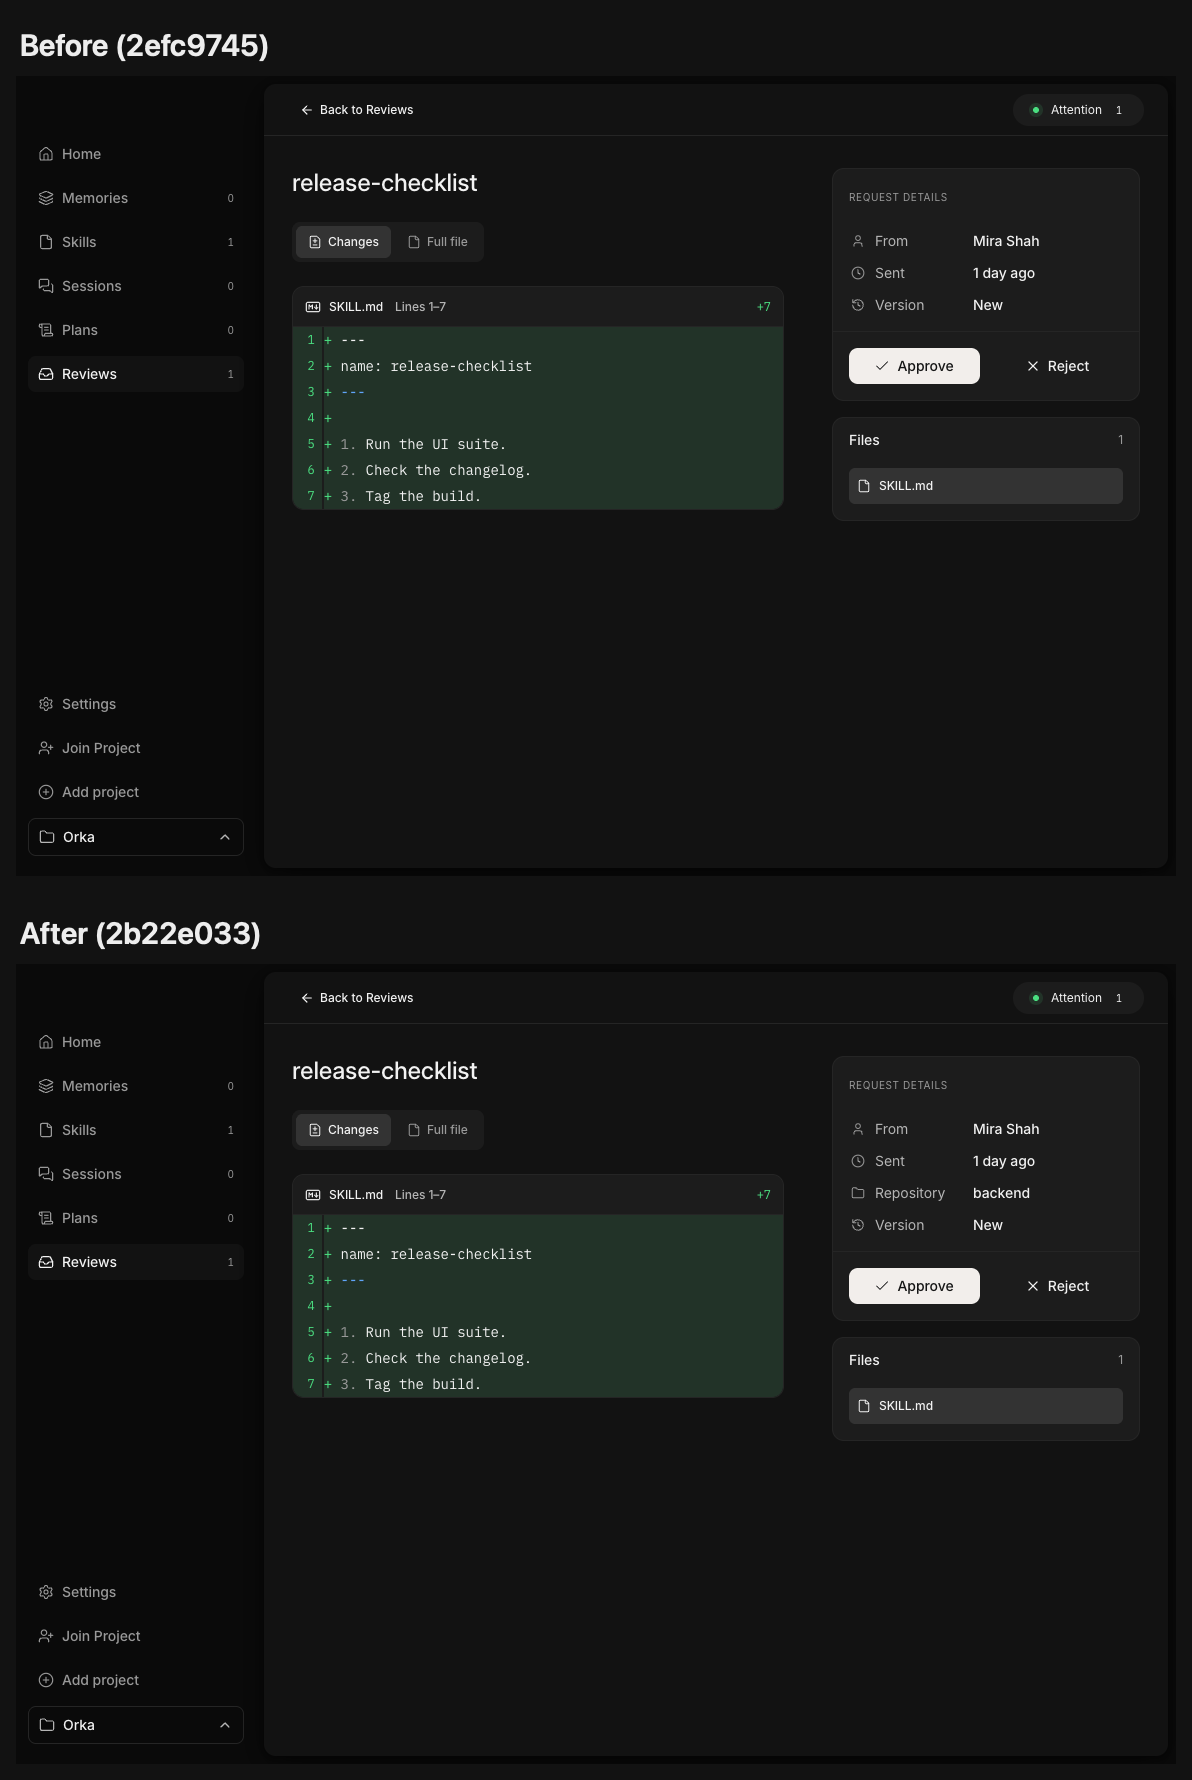 Before (2efc9745)
Back to Reviews
Attention 1
Home
Memories 0
Skills 1
Sessions 0
Plans 0
Reviews 1
Settings
Join Project
Add project
Orka
release-checklist
Changes
Full file
SKILL.md Lines 1–7 +7
1 + ---
2 + name: release-checklist
3 + ---
4 +
5 + 1. Run the UI suite.
6 + 2. Check the changelog.
7 + 3. Tag the build.
REQUEST DETAILS
From Mira Shah
Sent 1 day ago
Version New
Approve
Reject
Files 1
SKILL.md
After (2b22e033)
Back to Reviews
Attention 1
Home
Memories 0
Skills 1
Sessions 0
Plans 0
Reviews 1
Settings
Join Project
Add project
Orka
release-checklist
Changes
Full file
SKILL.md Lines 1–7 +7
1 + ---
2 + name: release-checklist
3 + ---
4 +
5 + 1. Run the UI suite.
6 + 2. Check the changelog.
7 + 3. Tag the build.
REQUEST DETAILS
From Mira Shah
Sent 1 day ago
Repository backend
Version New
Approve
Reject
Files 1
SKILL.md